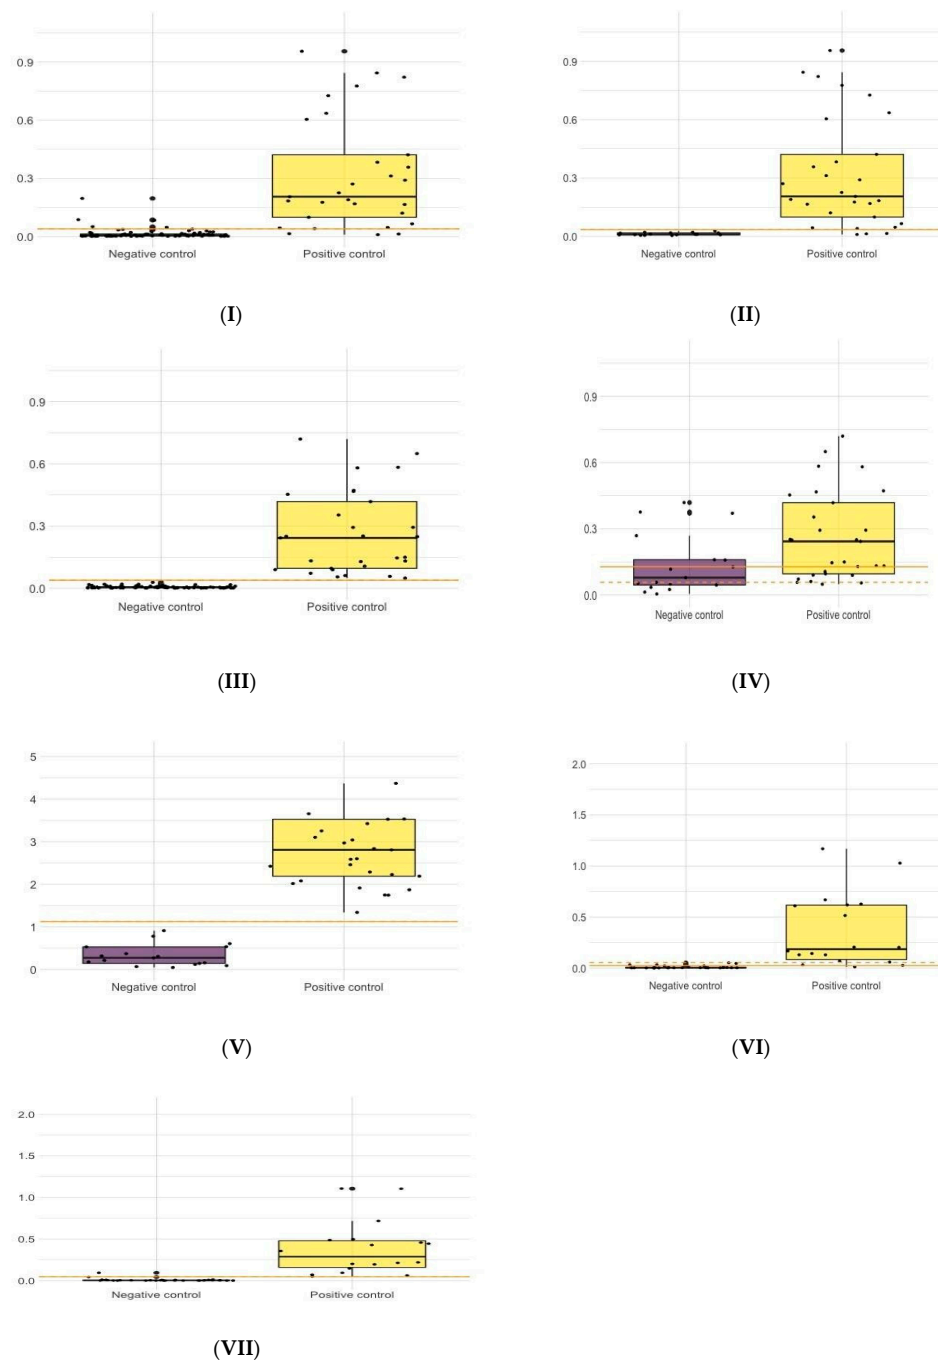 0.9
0.6
0.3
0.0
Negative control Positive control
(I)
0.9
0.6
0.3
0.0
Negative control Positive control
(II)
0.9
0.6
0.3
0.0
Negative control Positive control
(III)
0.9
0.6
0.3
0.0
Negative control Positive control
(IV)
5
4
3
2
1
0
Negative control Positive control
(V)
2.0
1.5
1.0
0.5
0.0
Negative control Positive control
(VI)
2.0
1.5
1.0
0.5
0.0
Negative control Positive control
(VII)